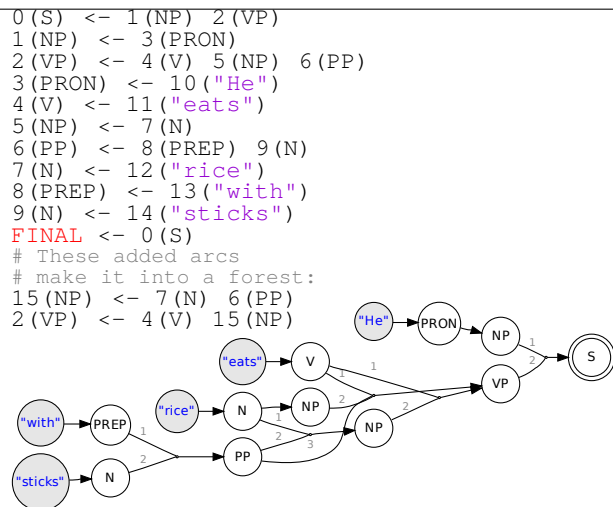 0(S) <- 1(NP) 2(VP)
1(NP) <- 3(PRON)
2(VP) <- 4(V) 5(NP) 6(PP)
3(PRON) <- 10("He")
4(V) <- 11("eats")
5(NP) <- 7(N)
6(PP) <- 8(PREP) 9(N)
7(N) <- 12("rice")
8(PREP) <- 13("with")
9(N) <- 14("sticks")
FINAL <- 0(S)
# These added arcs
# make it into a forest:
15(NP) <- 7(N) 6(PP)
2(VP) <- 4(V) 15(NP)
"He" PRON NP 1 S
2
"eats" V 1 1 VP
"rice" N NP 2 2
1 NP
"with" PREP 1 2 3
PP
2
"sticks" N